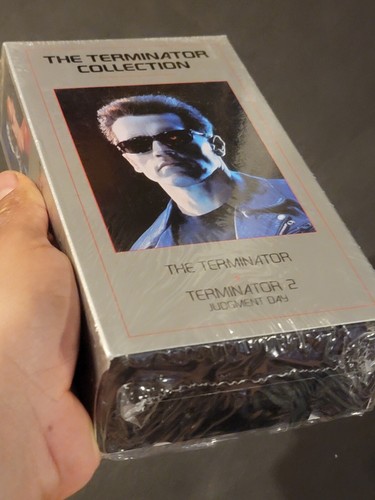 THE TERMINATOR
COLLECTION
THE TERMINATOR
TERMINATOR 2
JUDGMENT DAY